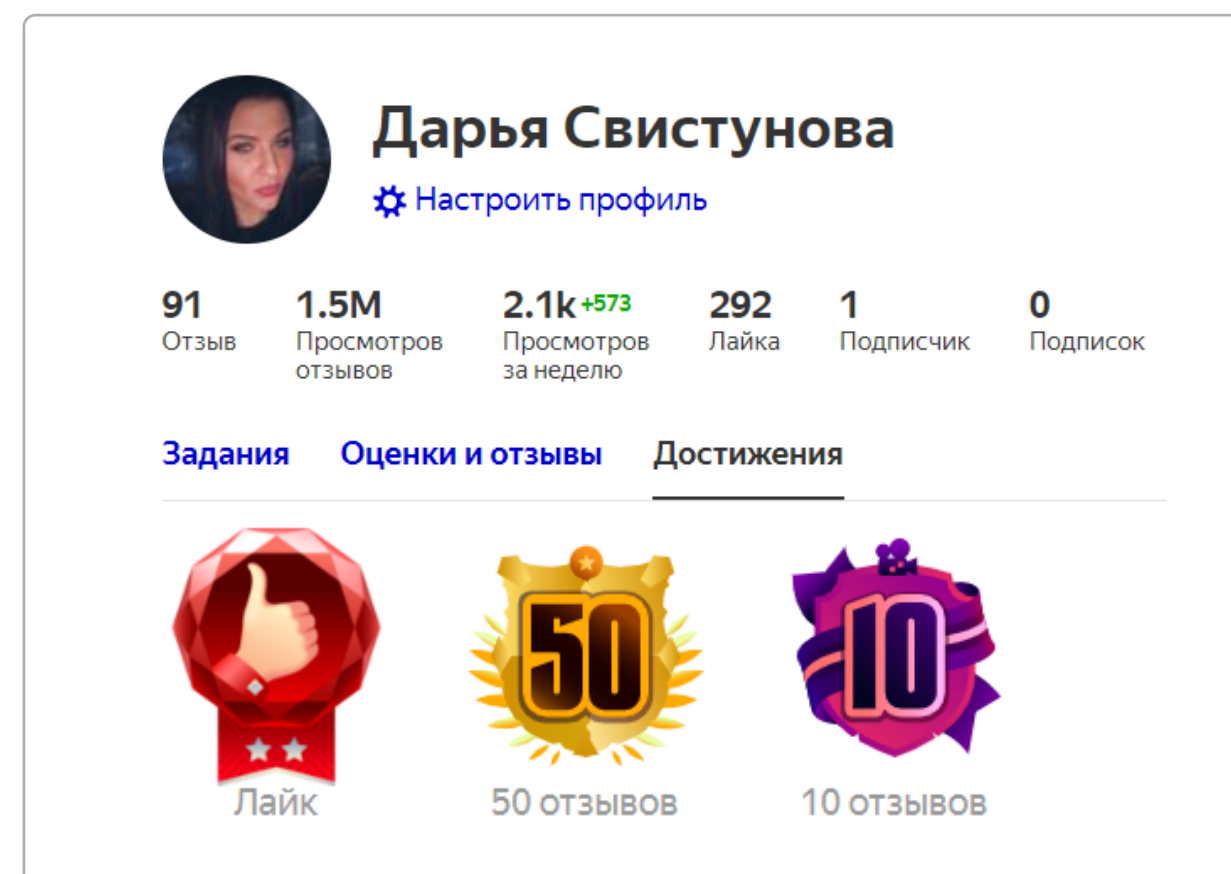 Дарья Свистунова
Настроить профиль
91 1.5M 2.1k +573 292 1 0
Отзыв Просмотров Просмотров Лайка Подписчик Подписок
отзывов за неделю
Задания Оценки и отзывы Достижения
50 10
Лайк 50 отзывов 10 отзывов